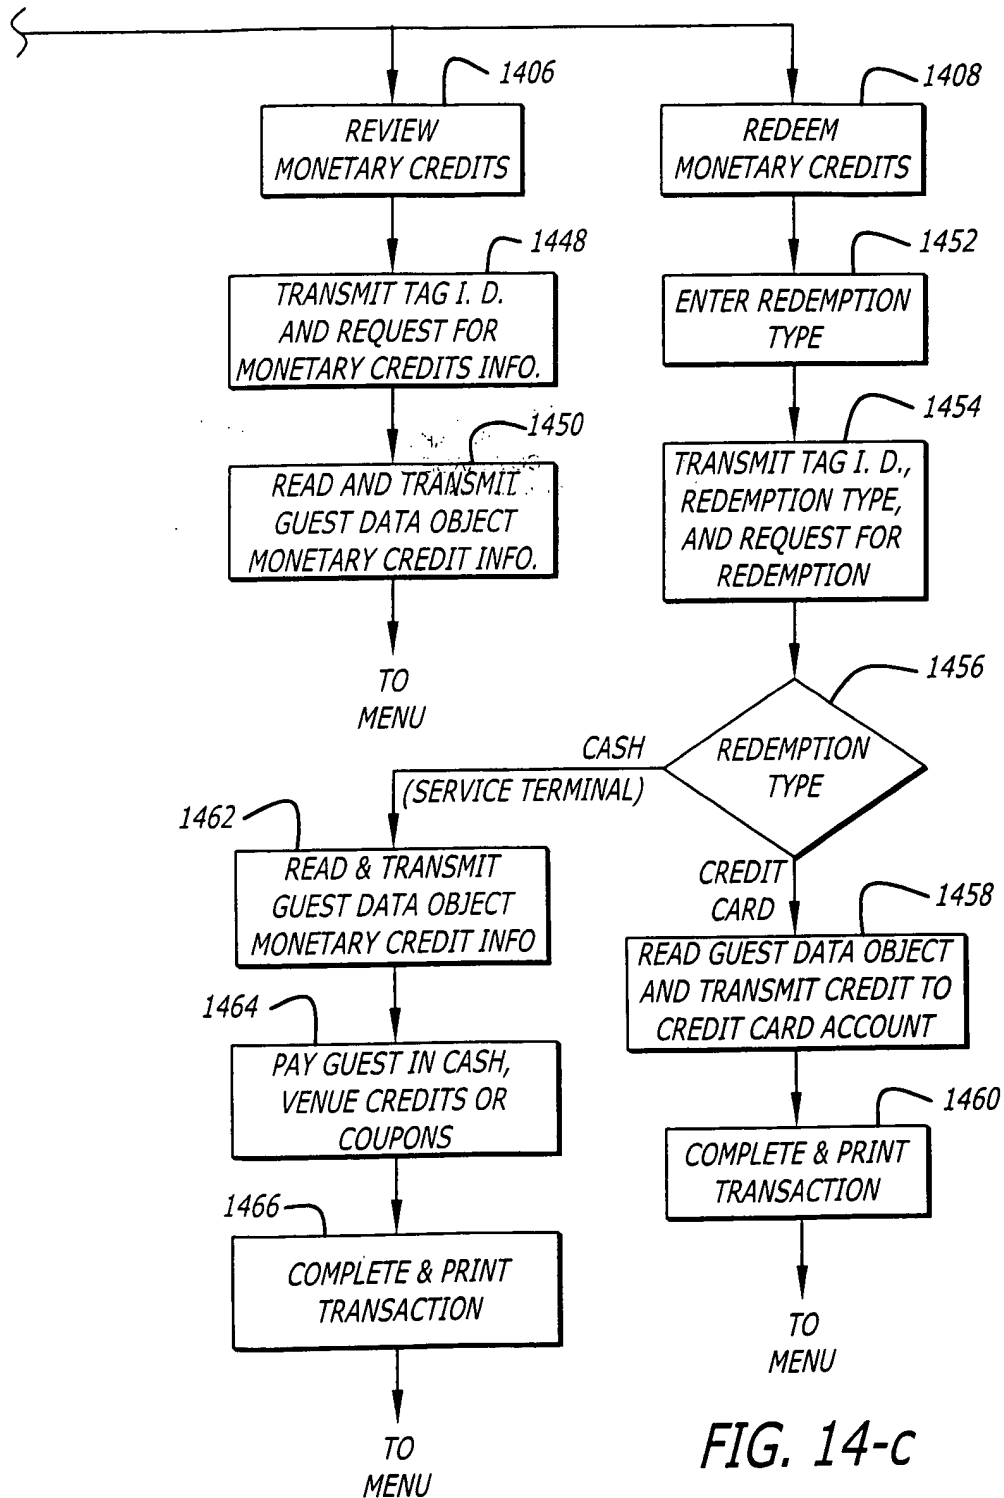 1406
REVIEW
MONETARY CREDITS
1448
TRANSMIT TAG I. D.
AND REQUEST FOR
MONETARY CREDITS INFO.
1450
READ AND TRANSMIT
GUEST DATA OBJECT
MONETARY CREDIT INFO.
TO
MENU
1408
REDEEM
MONETARY CREDITS
1452
ENTER REDEMPTION
TYPE
1454
TRANSMIT TAG I. D.,
REDEMPTION TYPE,
AND REQUEST FOR
REDEMPTION
1456
REDEMPTION
TYPE
CASH
(SERVICE TERMINAL)
1462
READ & TRANSMIT
GUEST DATA OBJECT
MONETARY CREDIT INFO
1464
PAY GUEST IN CASH,
VENUE CREDITS OR
COUPONS
1466
COMPLETE & PRINT
TRANSACTION
TO
MENU
CREDIT
CARD
1458
READ GUEST DATA OBJECT
AND TRANSMIT CREDIT TO
CREDIT CARD ACCOUNT
1460
COMPLETE & PRINT
TRANSACTION
TO
MENU
FIG. 14-c